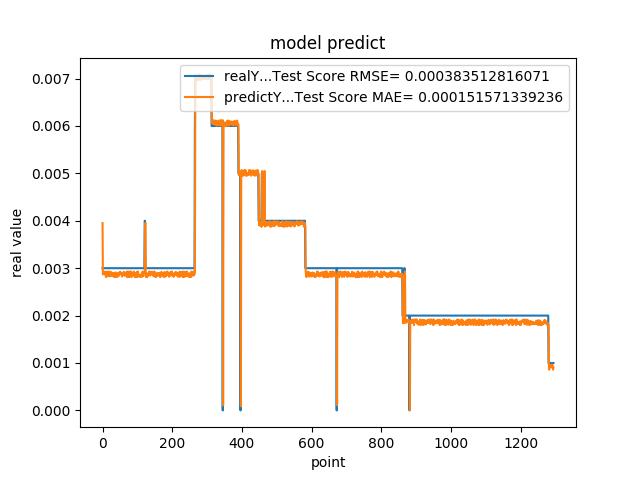 model predict
realY...Test Score RMSE= 0.000383512816071
predictY...Test Score MAE= 0.000151571339236
real value
0.007
0.006
0.005
0.004
0.003
0.002
0.001
0.000
0 200 400 600 800 1000 1200
point